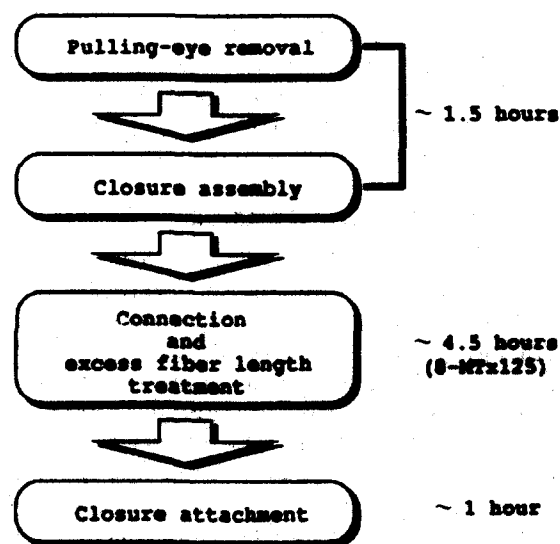 Pulling-eye removal
~ 1.5 hours
Closure assembly
Connection
and
excess fiber length
treatment
~ 4.5 hours
(8-MTx125)
Closure attachment
~ 1 hour